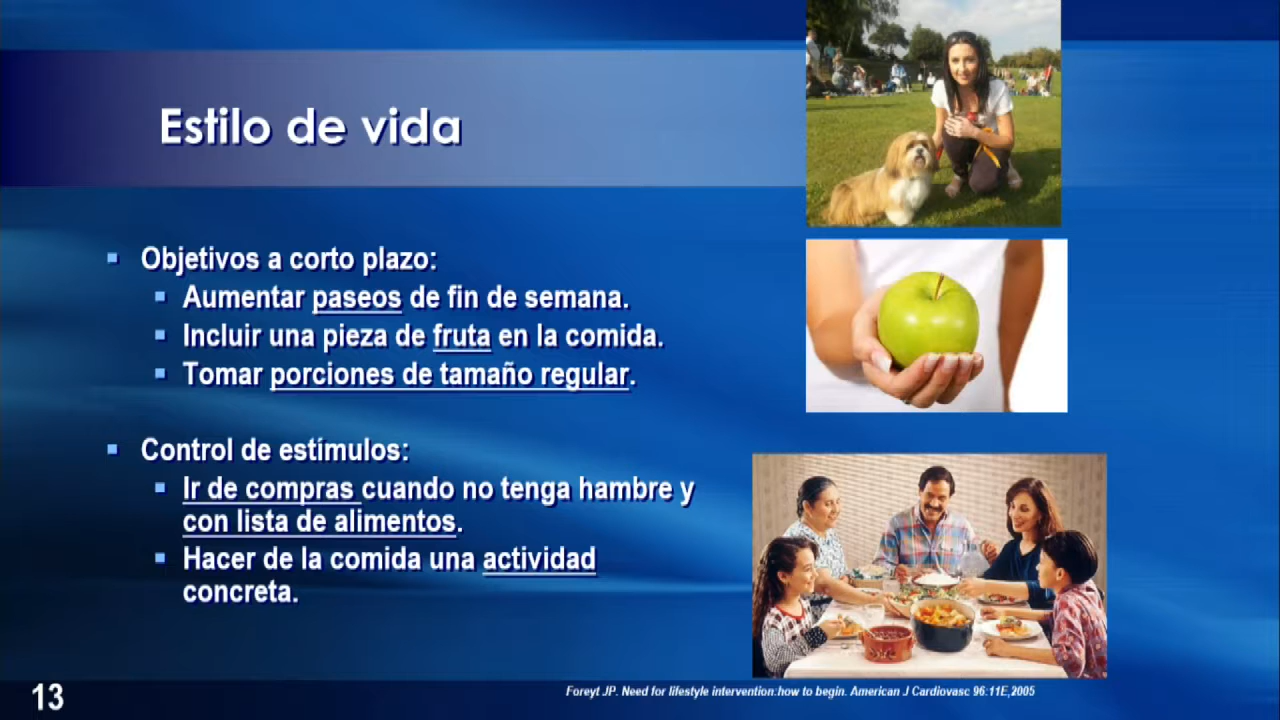 Estilo de vida
Objetivos a corto plazo:
Aumentar paseos de fin de semana.
Incluir una pieza de fruta en la comida.
Tomar porciones de tamaño regular.
Control de estímulos:
Ir de compras cuando no tenga hambre y
con lista de alimentos.
Hacer de la comida una actividad
concreta.
Foreyt JP. Need for lifestyle intervention:how to begin. American J Cardiovasc 96:11E,2005
13